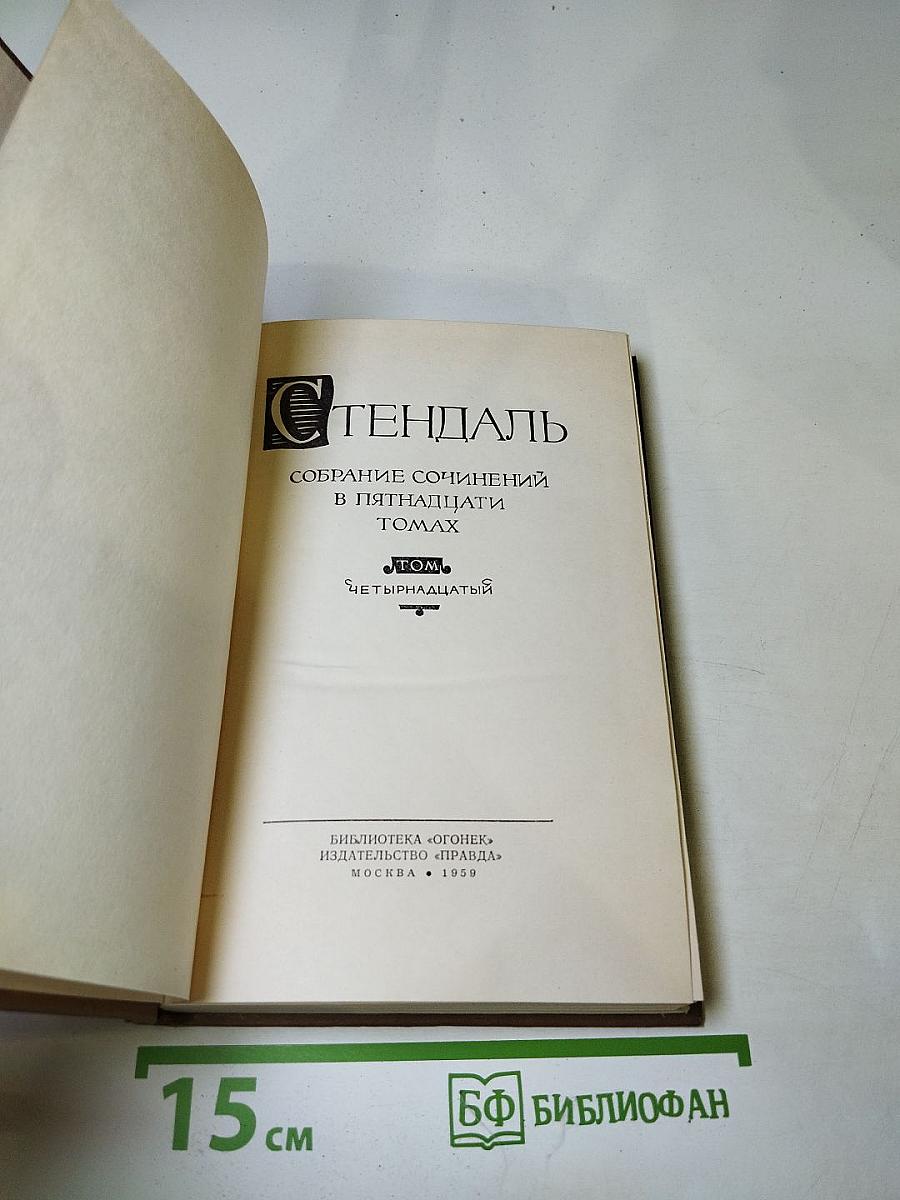 СТЕНДАЛЬ
СОБРАНИЕ СОЧИНЕНИЙ
В ПЯТНАДЦАТИ
ТОМАХ
ТОМ
ЧЕТЫРНАДЦАТЫЙ
БИБЛИОТЕКА «ОГОНЕК»
ИЗДАТЕЛЬСТВО «ПРАВДА»
МОСКВА • 1959
15 см
БФ БИБЛИОФАН